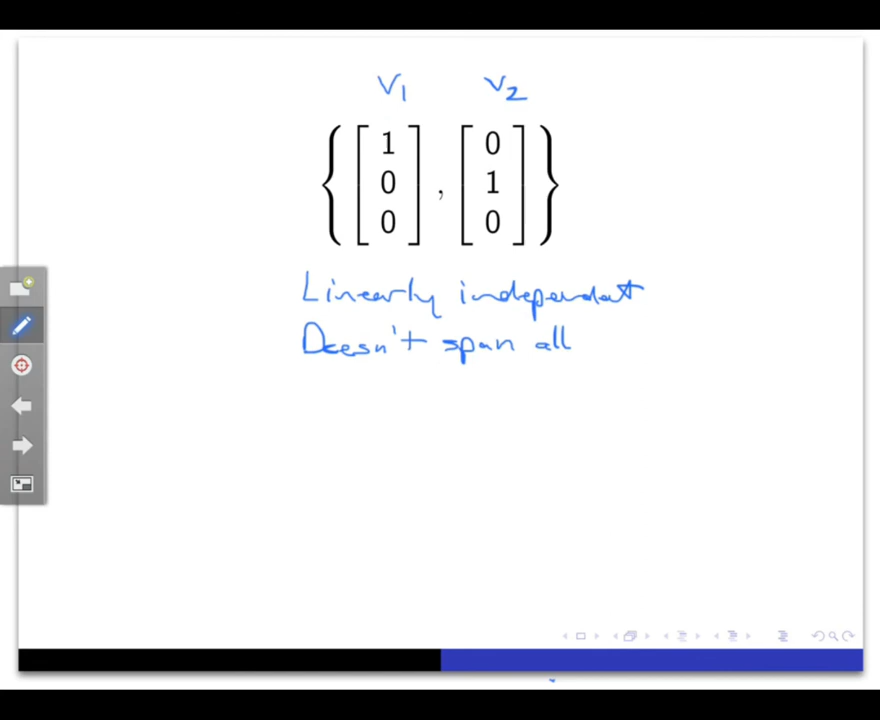 V1 V2
{ [ 1 0 0 ] , [ 0 1 0 ] }
Linearly independent
Doesn't span all